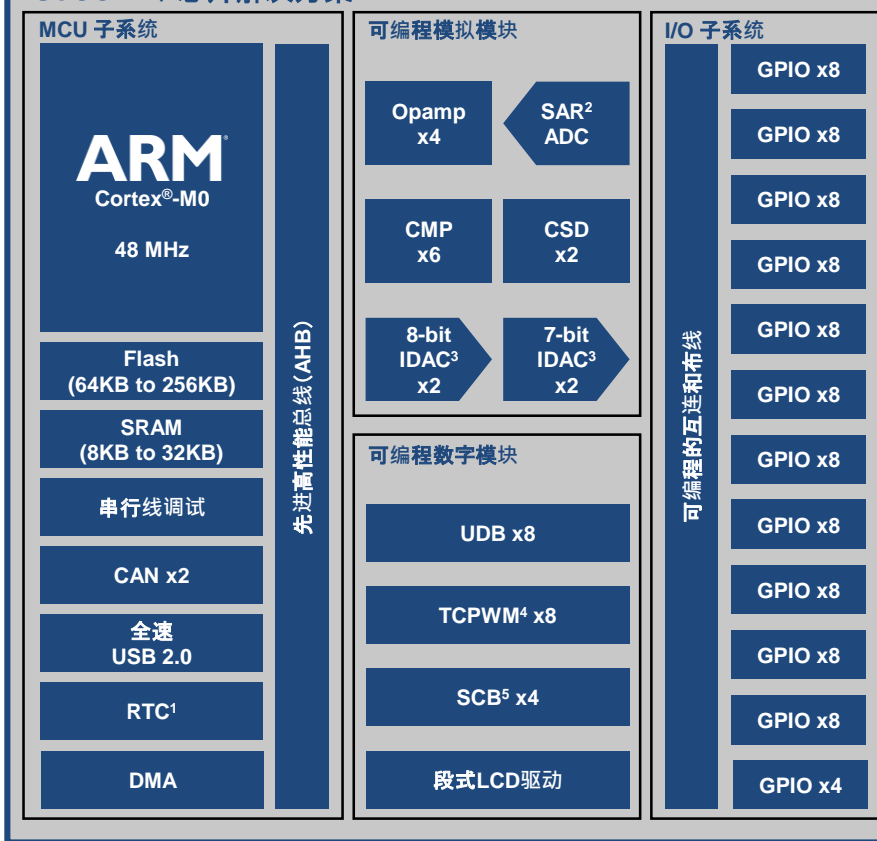 MCU 子系统
ARM®
Cortex®-M0
48 MHz
Flash
(64KB to 256KB)
SRAM
(8KB to 32KB)
串行线调试
CAN x2
全速
USB 2.0
RTC¹
DMA
先进高性能总线(AHB)
可编程模拟模块
Opamp
x4
SAR²
ADC
CMP
x6
CSD
x2
8-bit
IDAC³
x2
7-bit
IDAC³
x2
可编程数字模块
UDB x8
TCPWM⁴ x8
SCB⁵ x4
段式LCD驱动
I/O 子系统
可编程的互连和布线
GPIO x8
GPIO x8
GPIO x8
GPIO x8
GPIO x8
GPIO x8
GPIO x8
GPIO x8
GPIO x8
GPIO x8
GPIO x8
GPIO x4